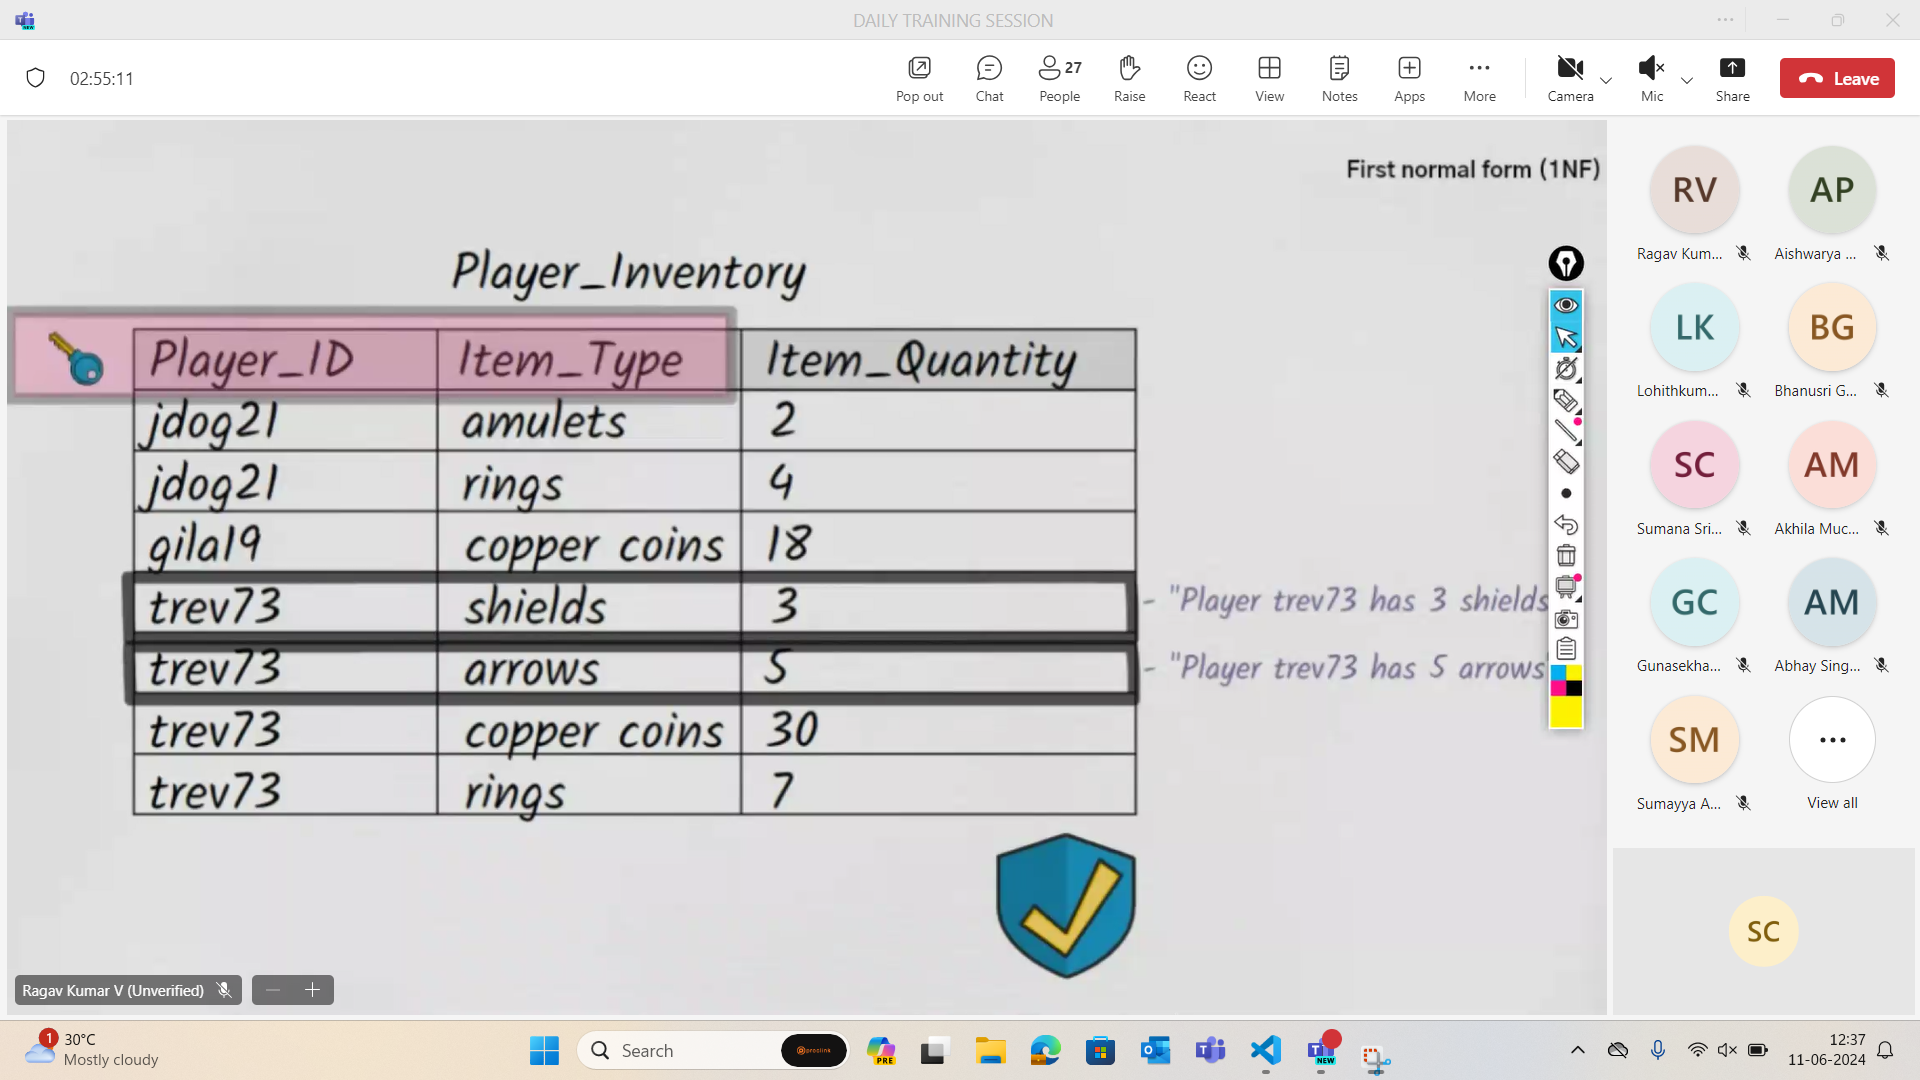 DAILY TRAINING SESSION
02:55:11
Pop out
Chat
27
People
Raise
React
View
Notes
Apps
More
Camera
Mic
Share
Leave
First normal form (1NF)
Player_Inventory
Player_ID Item_Type Item_Quantity
jdog21 amulets 2
jdog21 rings 4
gila19 copper coins 18
trev73 shields 3 - "Player trev73 has 3 shields
trev73 arrows 5 - "Player trev73 has 5 arrows"
trev73 copper coins 30
trev73 rings 7
Ragav Kumar V (Unverified)
RV
Ragav Kum...
AP
Aishwarya ...
LK
Lohithkum...
BG
Bhanusri G...
SC
Sumana Sri...
AM
Akhila Muc...
GC
Gunasekha...
AM
Abhay Sing...
SM
Sumayya A...
View all
SC
1
30°C
Mostly cloudy
Search
proclink
PRE
NEW
12:37
11-06-2024